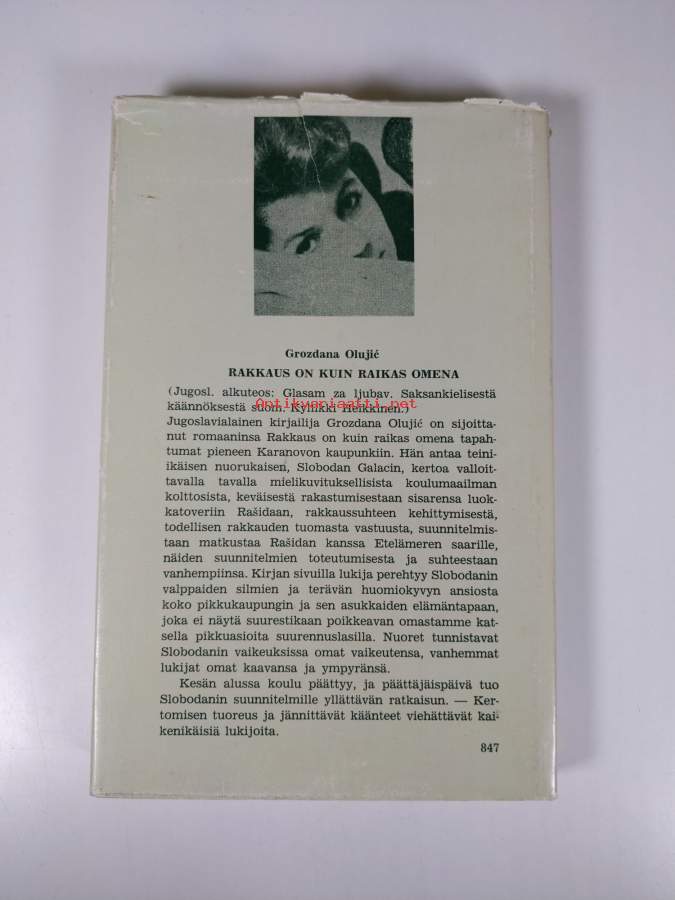 Grozdana Olujić
RAKKAUS ON KUIN RAIKAS OMENA
(Jugosl. alkuteos: Glasam za ljubav. Saksankielisestä
Antikvariaatti.net
käännöksestä suom. Kyllikki Heikkinen.)
Jugoslavialainen kirjailija Grozdana Olujić on sijoitta-
nut romaaninsa Rakkaus on kuin raikas omena tapah-
tumat pieneen Karanovon kaupunkiin. Hän antaa teini-
ikäisen nuorukaisen, Slobodan Galacin, kertoa valloit-
tavalla tavalla mielikuvituksellisista koulumaailman
kolttosista, keväisestä rakastumisestaan sisarensa luok-
katoveriin Rašidaan, rakkaussuhteen kehittymisestä,
todellisen rakkauden tuomasta vastuusta, suunnitelmis-
taan matkustaa Rašidan kanssa Etelämeren saarille,
näiden suunnitelmien toteutumisesta ja suhteestaan
vanhempiinsa. Kirjan sivuilla lukija perehtyy Slobodanin
valppaiden silmien ja terävän huomiokyvyn ansiosta
koko pikkukaupungin ja sen asukkaiden elämäntapaan,
joka ei näytä suurestikaan poikkeavan omastamme kat-
sella pikkuasioita suurennuslasilla. Nuoret tunnistavat
Slobodanin vaikeuksissa omat vaikeutensa, vanhemmat
lukijat omat kaavansa ja ympyränsä.
Kesän alussa koulu päättyy, ja päättäjäispäivä tuo
Slobodanin suunnitelmille yllättävän ratkaisun. — Ker-
tomisen tuoreus ja jännittävät käänteet viehättävät kai-
kenikäisiä lukijoita.
847